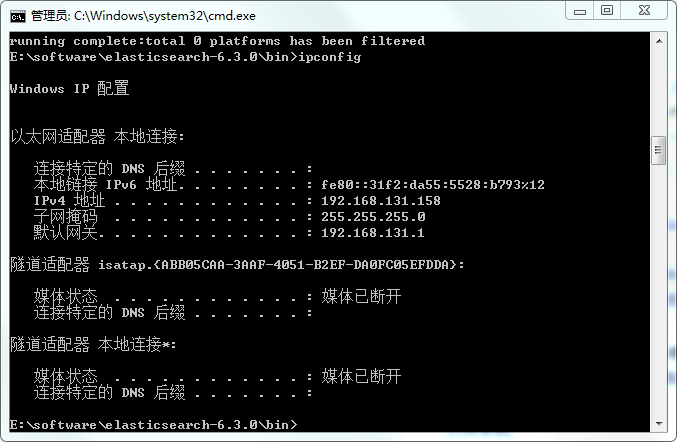 管理员: C:\Windows\system32\cmd.exe
running complete:total 0 platforms has been filtered
E:\software\elasticsearch-6.3.0\bin>ipconfig
Windows IP 配置
以太网适配器 本地连接:
连接特定的 DNS 后缀 . . . . . . . :
本地链接 IPv6 地址. . . . . . . . : fe80::31f2:da55:5528:b793%12
IPv4 地址 . . . . . . . . . . . . : 192.168.131.158
子网掩码  . . . . . . . . . . . . : 255.255.255.0
默认网关. . . . . . . . . . . . . : 192.168.131.1
隧道适配器 isatap.{ABB05CAA-3AAF-4051-B2EF-DA0FC05EFDDA}:
媒体状态  . . . . . . . . . . . . : 媒体已断开
连接特定的 DNS 后缀 . . . . . . . :
隧道适配器 本地连接*:
媒体状态  . . . . . . . . . . . . : 媒体已断开
连接特定的 DNS 后缀 . . . . . . . :
E:\software\elasticsearch-6.3.0\bin>